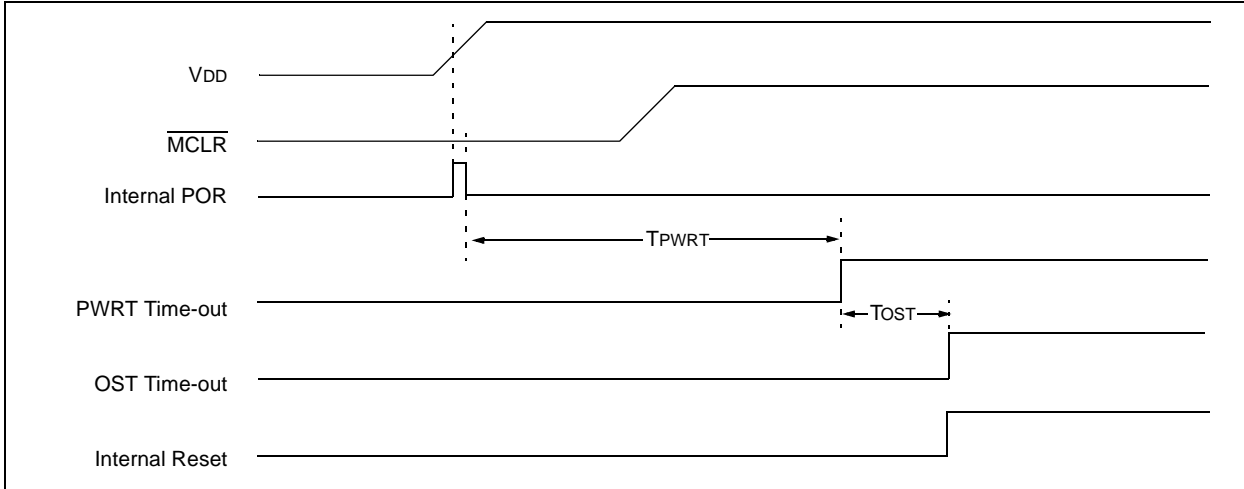 VDD
MCLR
Internal POR
TPWRT
PWRT Time-out
TOST
OST Time-out
Internal Reset